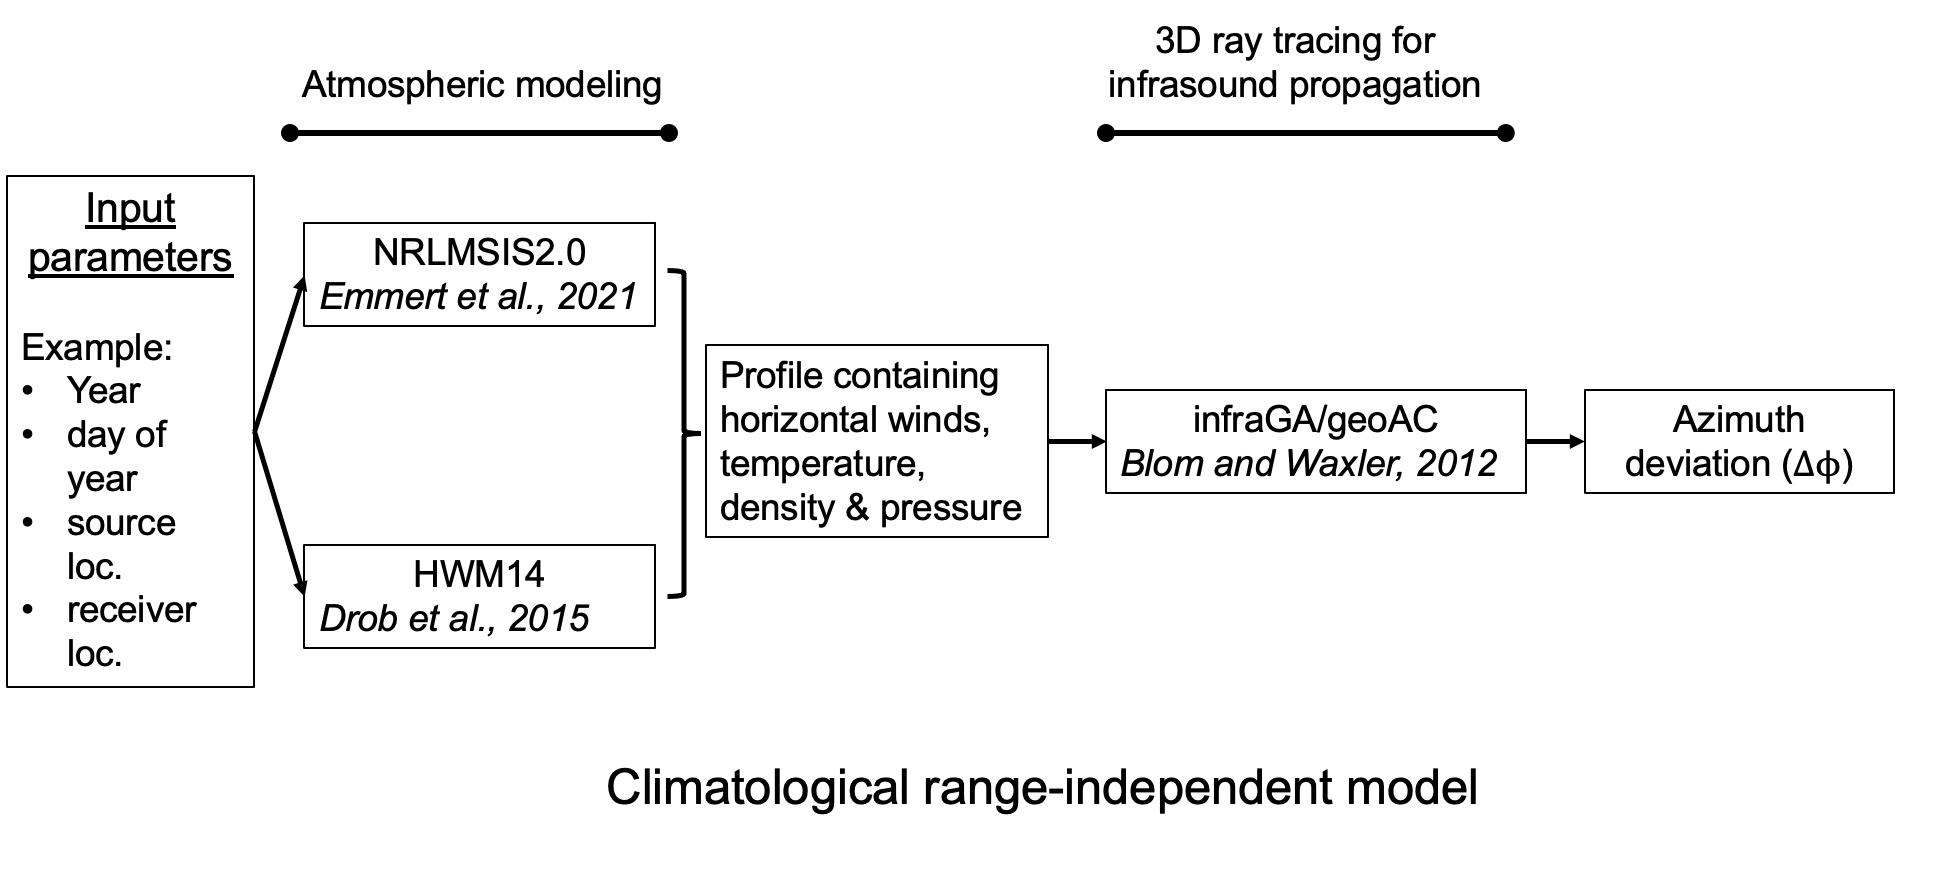 Atmospheric modeling
3D ray tracing for
infrasound propagation
Input
parameters
Example:
• Year
• day of
year
• source
loc.
• receiver
loc.
NRLMSIS2.0
Emmert et al., 2021
HWM14
Drob et al., 2015
Profile containing
horizontal winds,
temperature,
density & pressure
infraGA/geoAC
Blom and Waxler, 2012
Azimuth
deviation (Δϕ)
Climatological range-independent model